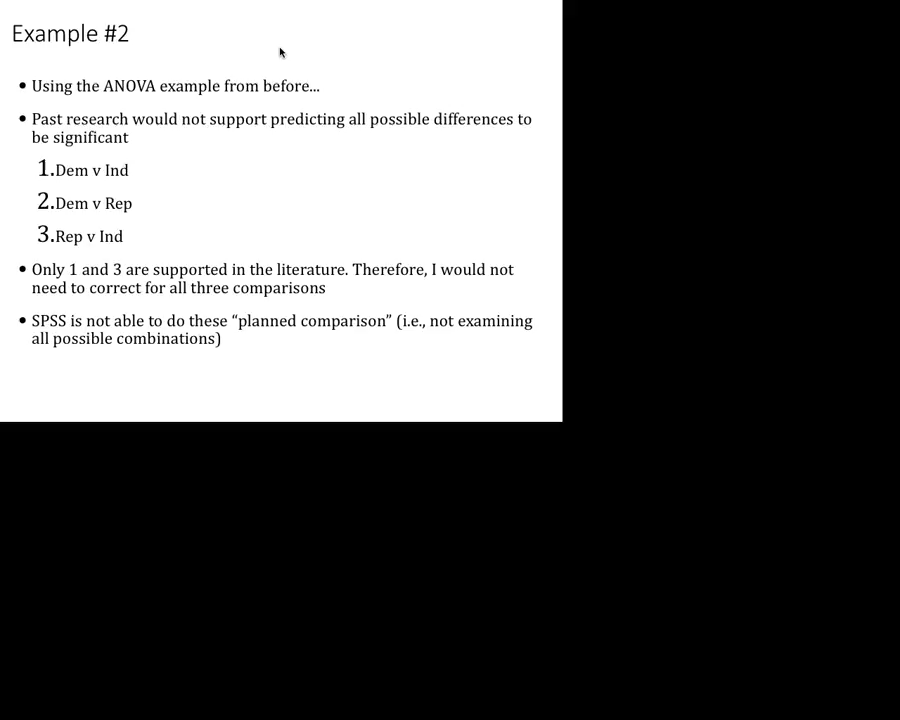 Example #2
• Using the ANOVA example from before...
• Past research would not support predicting all possible differences to
be significant
1.Dem v Ind
2.Dem v Rep
3.Rep v Ind
• Only 1 and 3 are supported in the literature. Therefore, I would not
need to correct for all three comparisons
• SPSS is not able to do these “planned comparison” (i.e., not examining
all possible combinations)